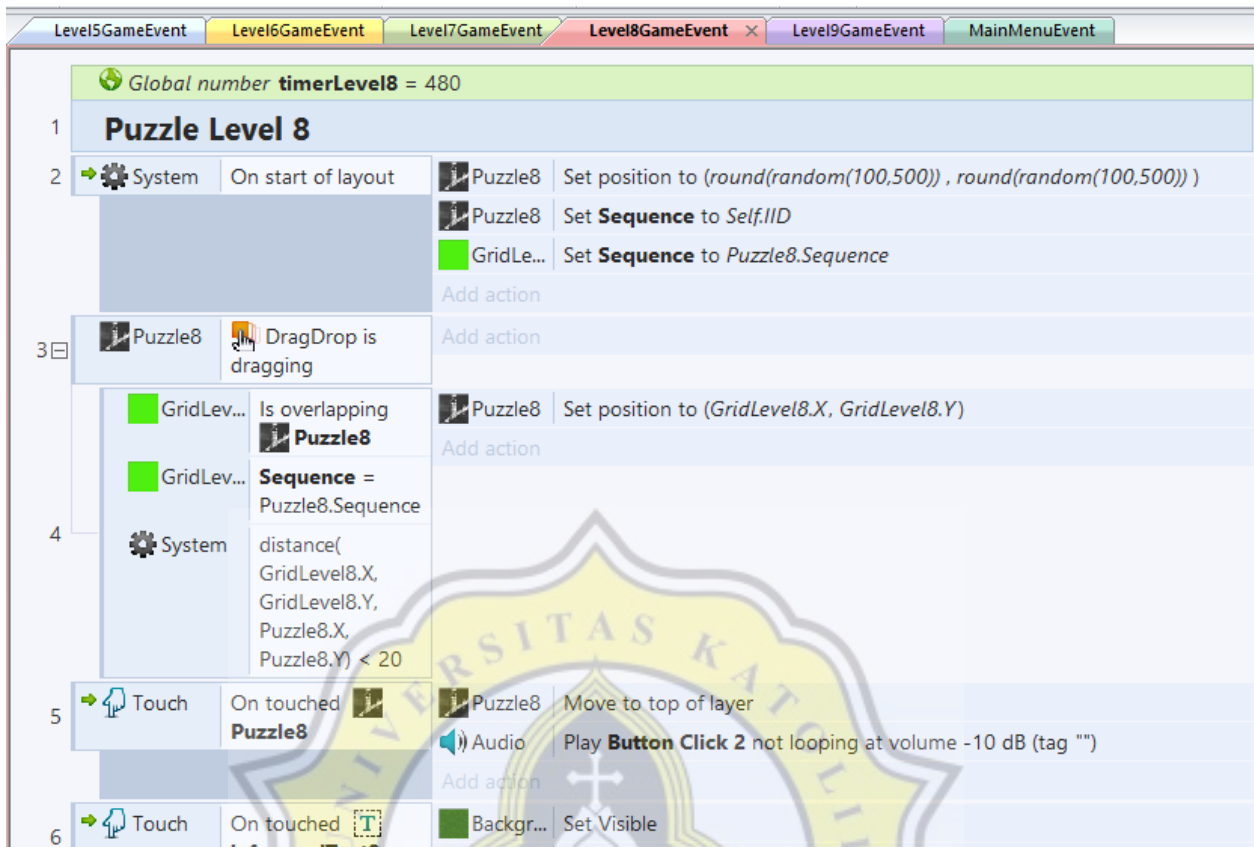 Level5GameEvent Level6GameEvent Level7GameEvent Level8GameEvent × Level9GameEvent MainMenuEvent
Global number timerLevel8 = 480
1 Puzzle Level 8
2 System On start of layout Puzzle8 Set position to (round(random(100,500)) , round(random(100,500)) )
Puzzle8 Set Sequence to Self.IID
GridLe... Set Sequence to Puzzle8.Sequence
Add action
3 Puzzle8 DragDrop is Add action
dragging
GridLev... Is overlapping Puzzle8 Set position to (GridLevel8.X, GridLevel8.Y)
Puzzle8
Add action
GridLev... Sequence =
Puzzle8.Sequence
4 System distance(
GridLevel8.X,
GridLevel8.Y,
Puzzle8.X,
Puzzle8.Y) < 20
5 Touch On touched Puzzle8 Move to top of layer
Puzzle8
Audio Play Button Click 2 not looping at volume -10 dB (tag "")
Add action
6 Touch On touched T Backgr... Set Visible